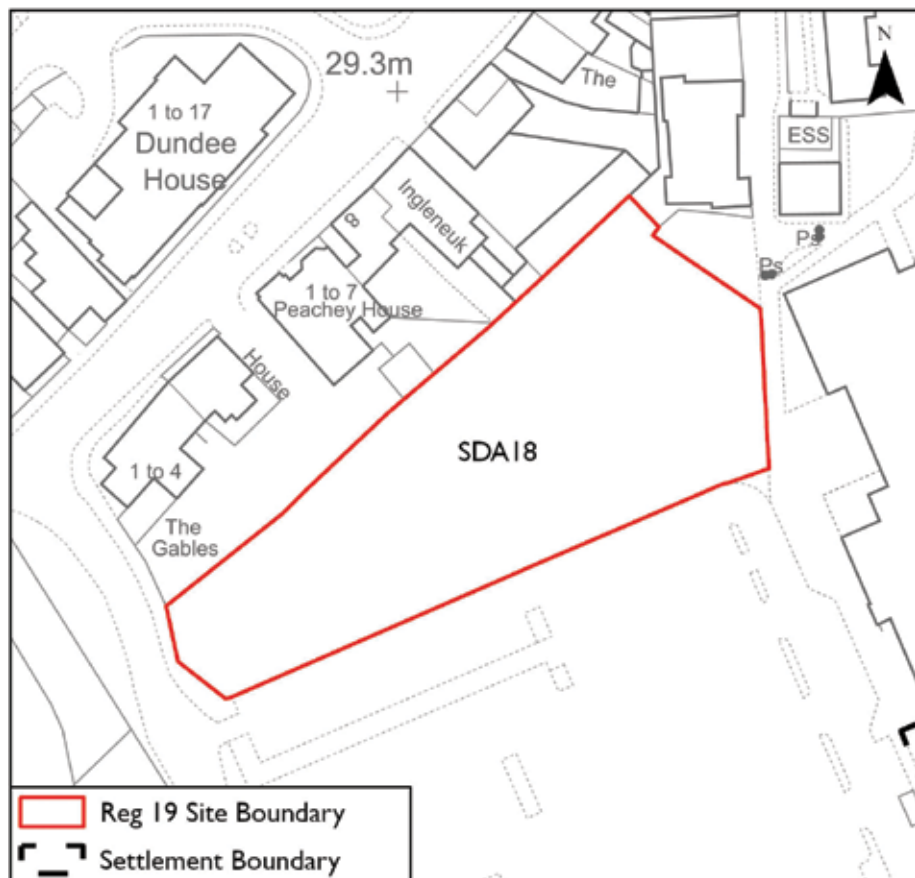 29.3m
N
The
1 to 17
Dundee
House
ESS
Ingleneuk
8
Ps
Ps
1 to 7
Peachey House
House
SDA18
1 to 4
The
Gables
Reg 19 Site Boundary
Settlement Boundary